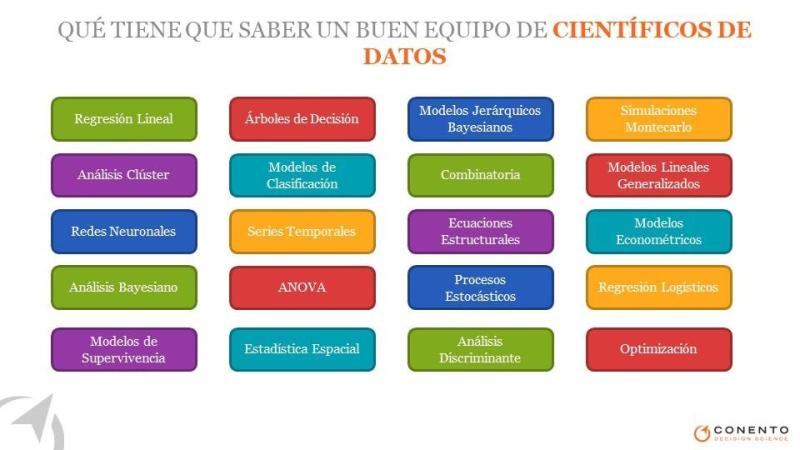 QUÉ TIENE QUE SABER UN BUEN EQUIPO DE CIENTÍFICOS DE
DATOS
Regresión Lineal
Árboles de Decisión
Modelos Jerárquicos
Bayesianos
Simulaciones
Montecarlo
Análisis Clúster
Modelos de
Clasificación
Combinatoria
Modelos Lineales
Generalizados
Redes Neuronales
Series Temporales
Ecuaciones
Estructurales
Modelos
Econométricos
Análisis Bayesiano
ANOVA
Procesos
Estocásticos
Regresión Logísticos
Modelos de
Supervivencia
Estadística Espacial
Análisis
Discriminante
Optimización
CONENTO
DECISION SCIENCE